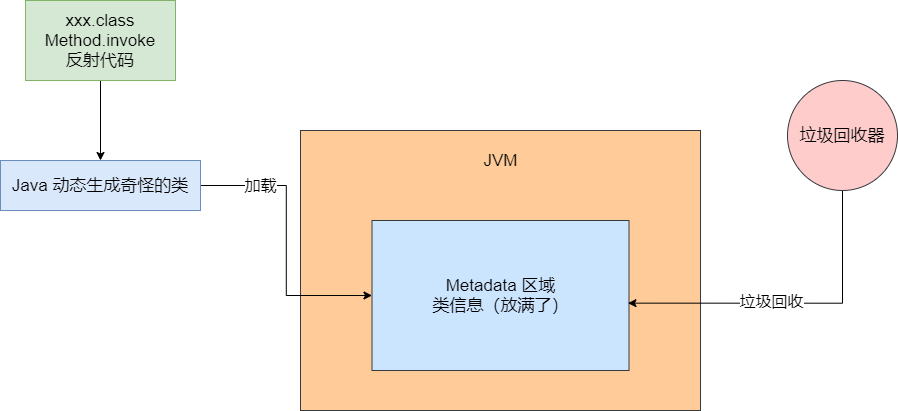 xxx.class
Method.invoke
反射代码
Java 动态生成奇怪的类
加载
JVM
Metadata 区域
类信息（放满了）
垃圾回收
垃圾回收器